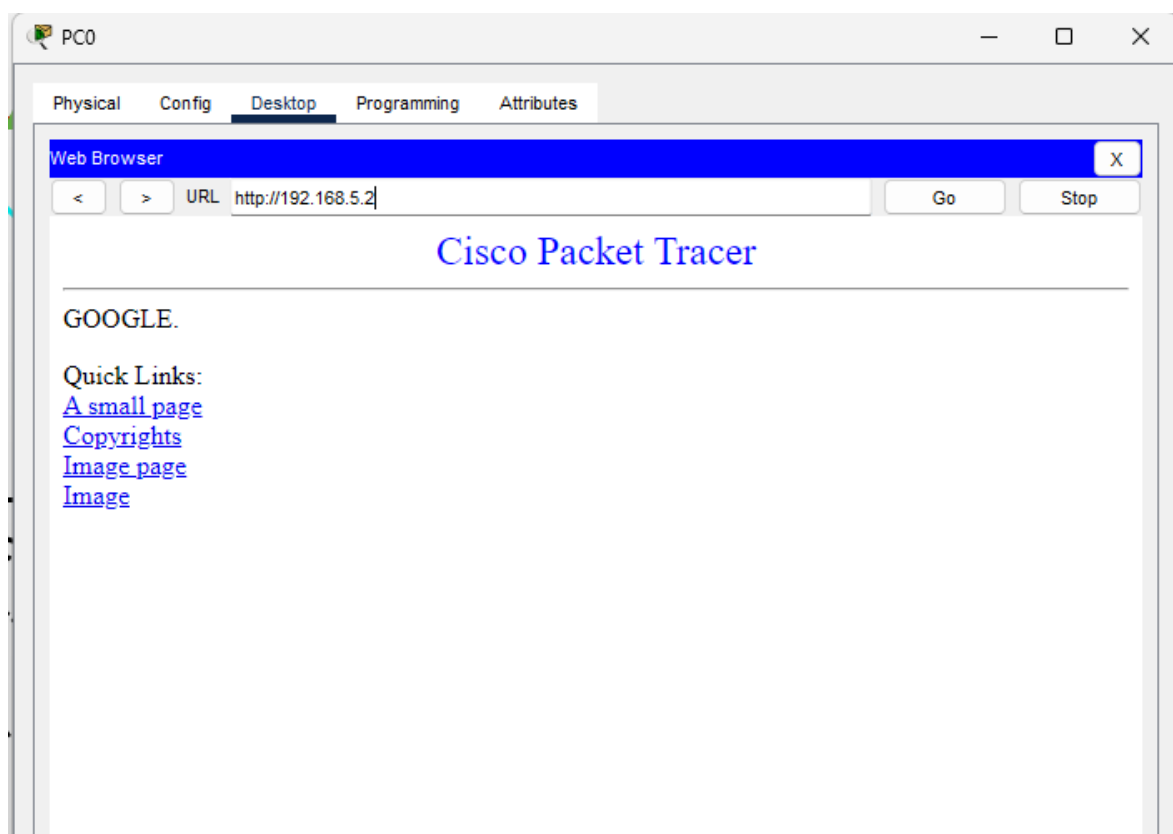 PC0
Physical Config Desktop Programming Attributes
Web Browser X
< > URL http://192.168.5.2 Go Stop
Cisco Packet Tracer
GOOGLE.
Quick Links:
A small page
Copyrights
Image page
Image